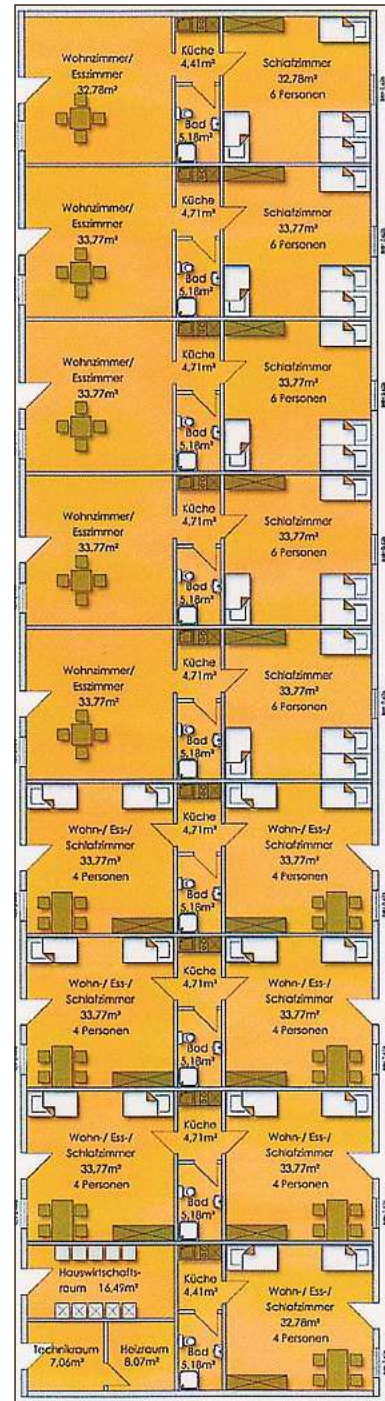 Wohnzimmer/
Esszimmer
32,78m²
Küche
4,41m²
Bad
5,18m²
Schlafzimmer
32,78m²
6 Personen
Wohnzimmer/
Esszimmer
33,77m²
Küche
4,71m²
Bad
5,18m²
Schlafzimmer
33,77m²
6 Personen
Wohnzimmer/
Esszimmer
33,77m²
Küche
4,71m²
Bad
5,18m²
Schlafzimmer
33,77m²
6 Personen
Wohnzimmer/
Esszimmer
33,77m²
Küche
4,71m²
Bad
5,18m²
Schlafzimmer
33,77m²
6 Personen
Wohnzimmer/
Esszimmer
33,77m²
Küche
4,71m²
Bad
5,18m²
Schlafzimmer
33,77m²
6 Personen
Wohn-/ Ess-/
Schlafzimmer
33,77m²
4 Personen
Küche
4,71m²
Bad
5,18m²
Wohn-/ Ess-/
Schlafzimmer
33,77m²
4 Personen
Wohn-/ Ess-/
Schlafzimmer
33,77m²
4 Personen
Küche
4,71m²
Bad
5,18m²
Wohn-/ Ess-/
Schlafzimmer
33,77m²
4 Personen
Wohn-/ Ess-/
Schlafzimmer
33,77m²
4 Personen
Küche
4,71m²
Bad
5,18m²
Wohn-/ Ess-/
Schlafzimmer
33,77m²
4 Personen
Hauswirtschafts-
raum 16,49m²
Technikraum
7,06m²
Heizraum
8,07m²
Küche
4,41m²
Bad
5,18m²
Wohn-/ Ess-/
Schlafzimmer
32,78m²
4 Personen